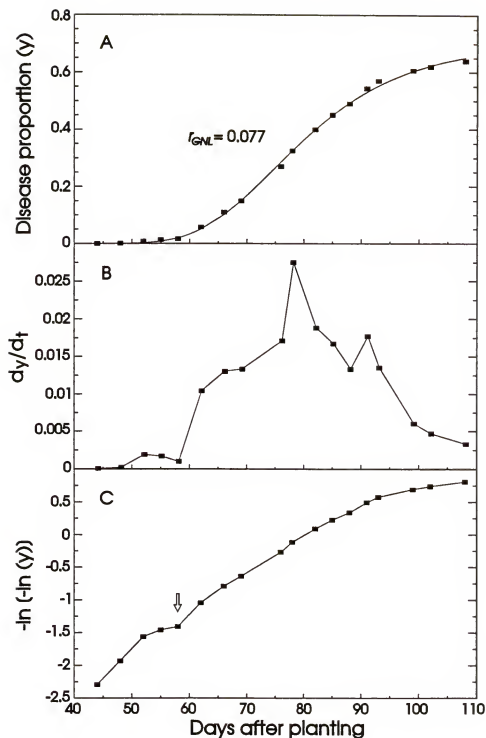 A
Disease proportion (y)
0.8
0.6
0.4
0.2
0
r_GNL = 0.077
B
dy/dt
0.025
0.02
0.015
0.01
0.005
0
C
-ln (-ln (y))
0.5
0
-0.5
-1
-1.5
-2
-2.5
40 50 60 70 80 90 100 110
Days after planting